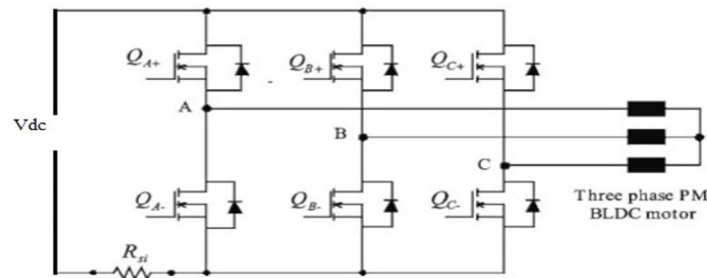 Q_{A+}
Q_{B+}
Q_{C+}
A
Vdc
B
C
Q_{A-}
Q_{B-}
Q_{C-}
Three phase PM
BLDC motor
R_{si}